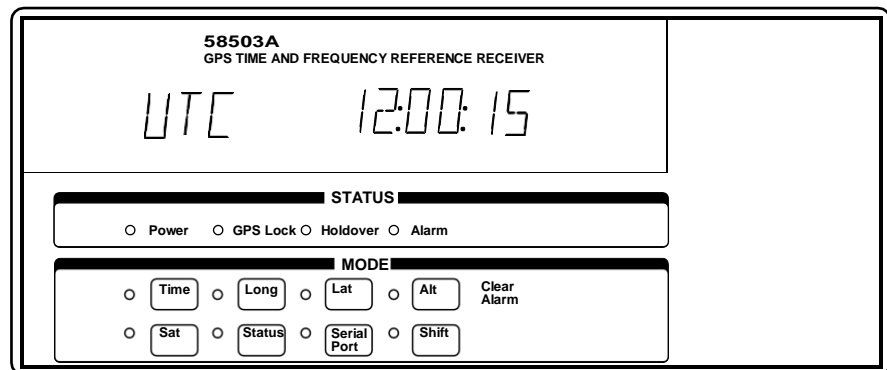 58503A
GPS TIME AND FREQUENCY REFERENCE RECEIVER
UTC 12:00:15
STATUS
Power GPS Lock Holdover Alarm
MODE
Time Long Lat Alt Clear Alarm
Sat Status Serial Port Shift